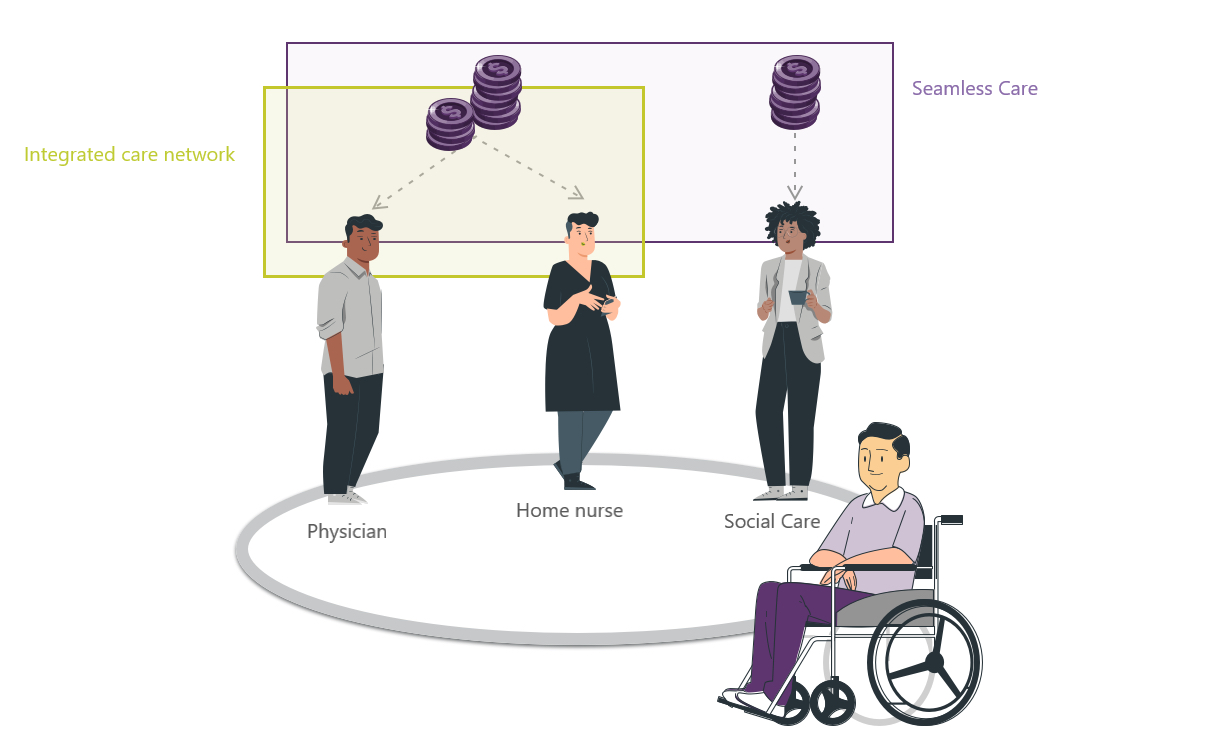 Seamless Care
Integrated care network
Physician
Home nurse
Social Care